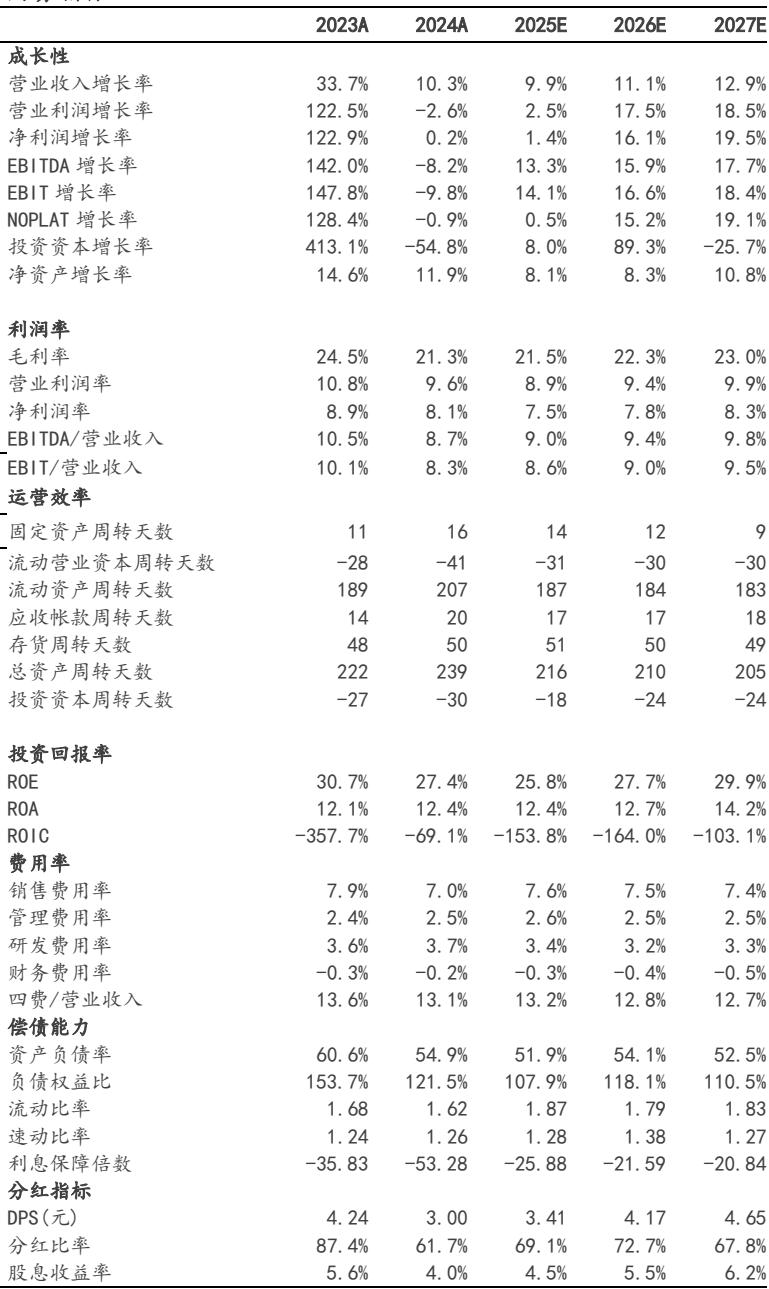 2023A 2024A 2025E 2026E 2027E
成长性
营业收入增长率 33.7% 10.3% 9.9% 11.1% 12.9%
营业利润增长率 122.5% -2.6% 2.5% 17.5% 18.5%
净利润增长率 122.9% 0.2% 1.4% 16.1% 19.5%
EBITDA增长率 142.0% -8.2% 13.3% 15.9% 17.7%
EBIT增长率 147.8% -9.8% 14.1% 16.6% 18.4%
NOPLAT增长率 128.4% -0.9% 0.5% 15.2% 19.1%
投资资本增长率 413.1% -54.8% 8.0% 89.3% -25.7%
净资产增长率 14.6% 11.9% 8.1% 8.3% 10.8%
利润率
毛利率 24.5% 21.3% 21.5% 22.3% 23.0%
营业利润率 10.8% 9.6% 8.9% 9.4% 9.9%
净利润率 8.9% 8.1% 7.5% 7.8% 8.3%
EBITDA/营业收入 10.5% 8.7% 9.0% 9.4% 9.8%
EBIT/营业收入 10.1% 8.3% 8.6% 9.0% 9.5%
运营效率
固定资产周转天数 11 16 14 12 9
流动营业资本周转天数 -28 -41 -31 -30 -30
流动资产周转天数 189 207 187 184 183
应收帐款周转天数 14 20 17 17 18
存货周转天数 48 50 51 50 49
总资产周转天数 222 239 216 210 205
投资资本周转天数 -27 -30 -18 -24 -24
投资回报率
ROE 30.7% 27.4% 25.8% 27.7% 29.9%
ROA 12.1% 12.4% 12.4% 12.7% 14.2%
ROIC -357.7% -69.1% -153.8% -164.0% -103.1%
费用率
销售费用率 7.9% 7.0% 7.6% 7.5% 7.4%
管理费用率 2.4% 2.5% 2.6% 2.5% 2.5%
研发费用率 3.6% 3.7% 3.4% 3.2% 3.3%
财务费用率 -0.3% -0.2% -0.3% -0.4% -0.5%
四费/营业收入 13.6% 13.1% 13.2% 12.8% 12.7%
偿债能力
资产负债率 60.6% 54.9% 51.9% 54.1% 52.5%
负债权益比 153.7% 121.5% 107.9% 118.1% 110.5%
流动比率 1.68 1.62 1.87 1.79 1.83
速动比率 1.24 1.26 1.28 1.38 1.27
利息保障倍数 -35.83 -53.28 -25.88 -21.59 -20.84
分红指标
DPS(元) 4.24 3.00 3.41 4.17 4.65
分红比率 87.4% 61.7% 69.1% 72.7% 67.8%
股息收益率 5.6% 4.0% 4.5% 5.5% 6.2%